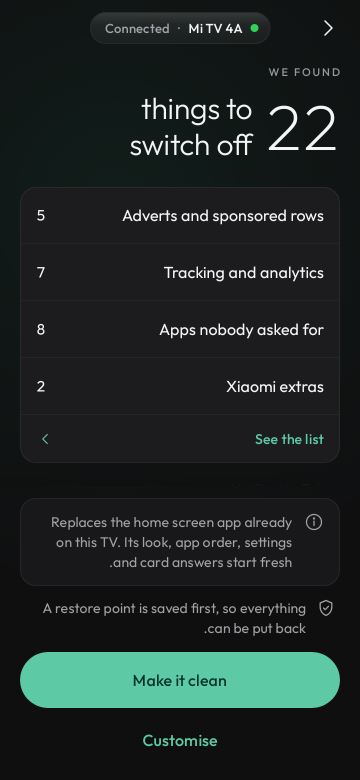 Connected · Mi TV 4A
WE FOUND
22
things to
switch off
Adverts and sponsored rows 5
Tracking and analytics 7
Apps nobody asked for 8
Xiaomi extras 2
See the list
Replaces the home screen app already
on this TV. Its look, app order, settings
.and card answers start fresh
A restore point is saved first, so everything
.can be put back
Make it clean
Customise